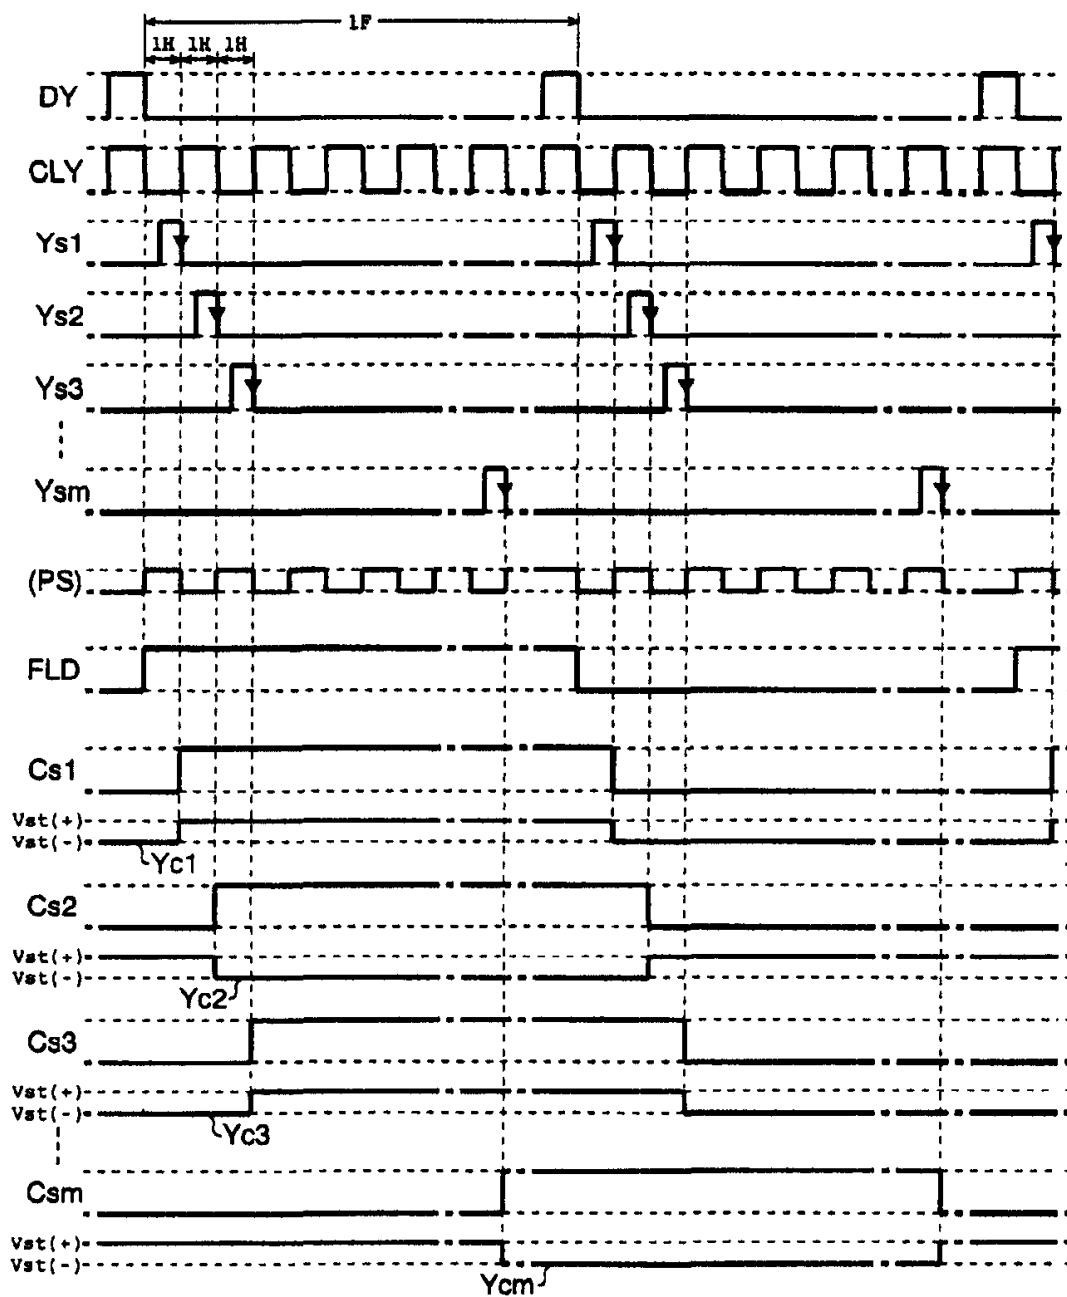 1F
1H 1H 1H
DY
CLY
Ys1
Ys2
Ys3
Ysm
(PS)
FLD
Cs1
Vst(+)
Vst(-)
Yc1
Cs2
Vst(+)
Vst(-)
Yc2
Cs3
Vst(+)
Vst(-)
Yc3
Csm
Vst(+)
Vst(-)
Ycm